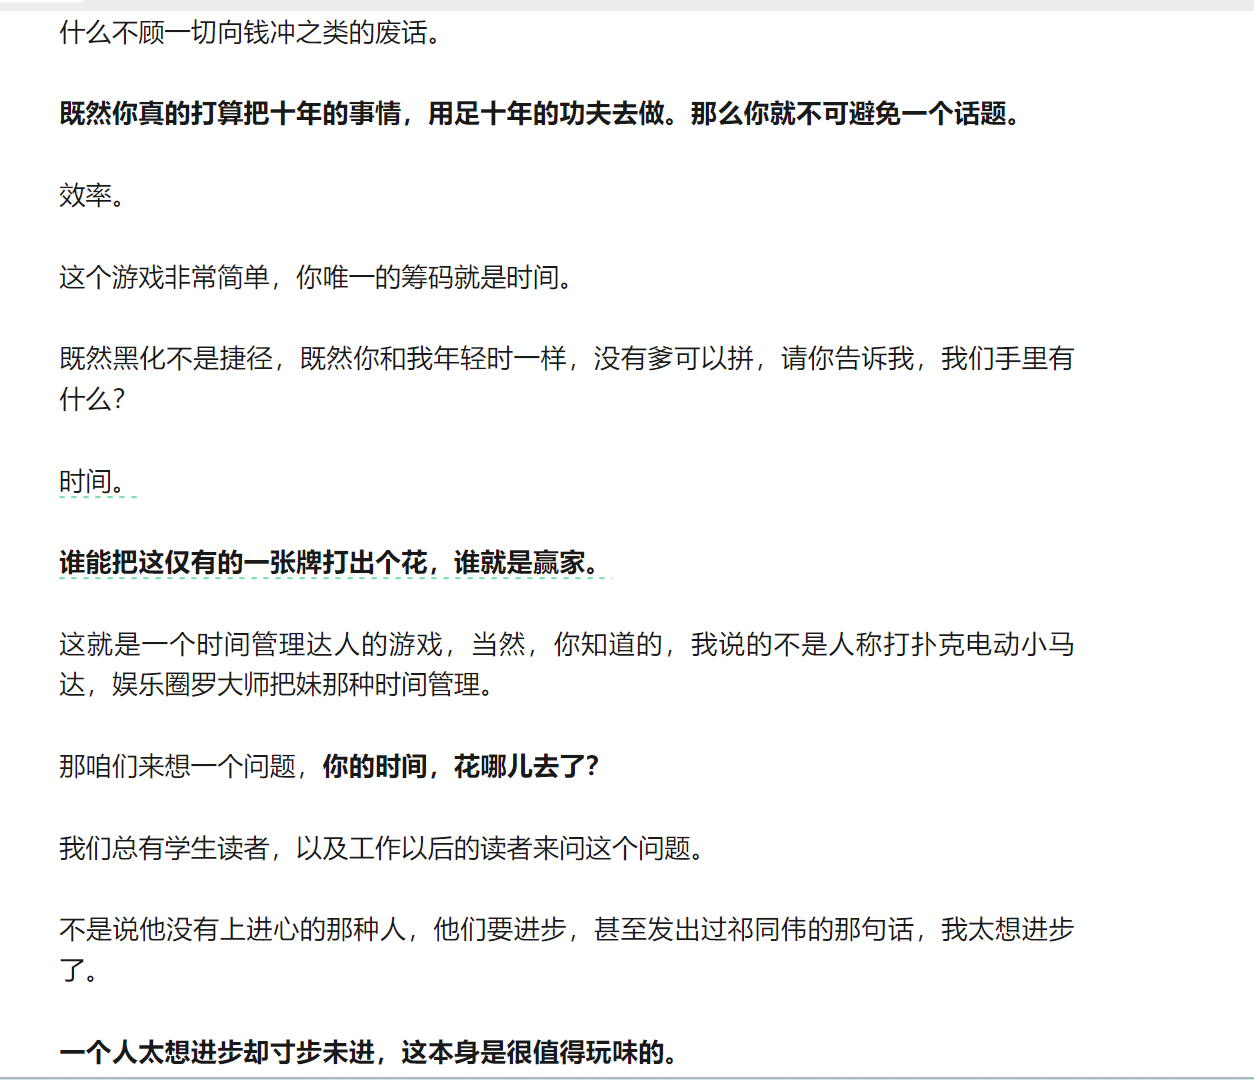 什么不顾一切向钱冲之类的废话。
既然你真的打算把十年的事情，用足十年的功夫去做。那么你就不可避免一个话题。
效率。
这个游戏非常简单，你唯一的筹码就是时间。
既然黑化不是捷径，既然你和我年轻时一样，没有爹可以拼，请你告诉我，我们手里有
什么？
时间。
谁能把这仅有的一张牌打出个花，谁就是赢家。
这就是一个时间管理达人的游戏，当然，你知道的，我说的不是人称打扑克电动小马
达，娱乐圈罗大师把妹那种时间管理。
那咱们来想一个问题，你的时间，花哪儿去了？
我们总有学生读者，以及工作以后的读者来问这个问题。
不是说他没有上进心的那种人，他们要进步，甚至发出过祁同伟的那句话，我太想进步
了。
一个人太想进步却寸步未进，这本身是很值得玩味的。